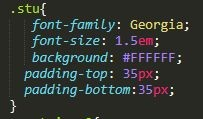 .stu{
font-family: Georgia;
font-size: 1.5em;
background: #FFFFFF;
padding-top: 35px;
padding-bottom:35px;
}